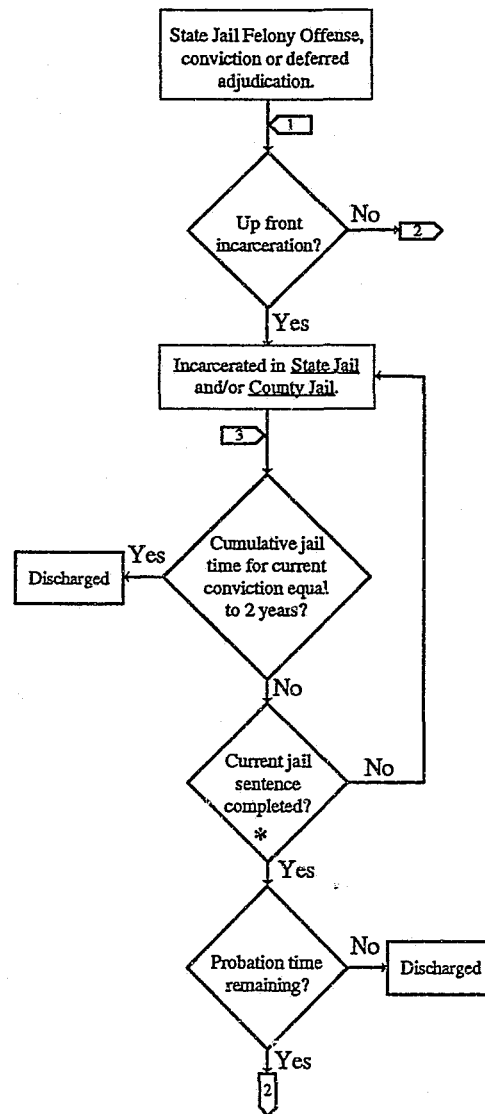 State Jail Felony Offense,
conviction or deferred
adjudication.
1
Up front
incarceration?
No
2
Yes
Incarcerated in State Jail
and/or County Jail.
3
Cumulative jail
time for current
conviction equal
to 2 years?
Yes
Discharged
No
Current jail
sentence
completed?
*
No
Yes
Probation time
remaining?
No
Discharged
Yes
2